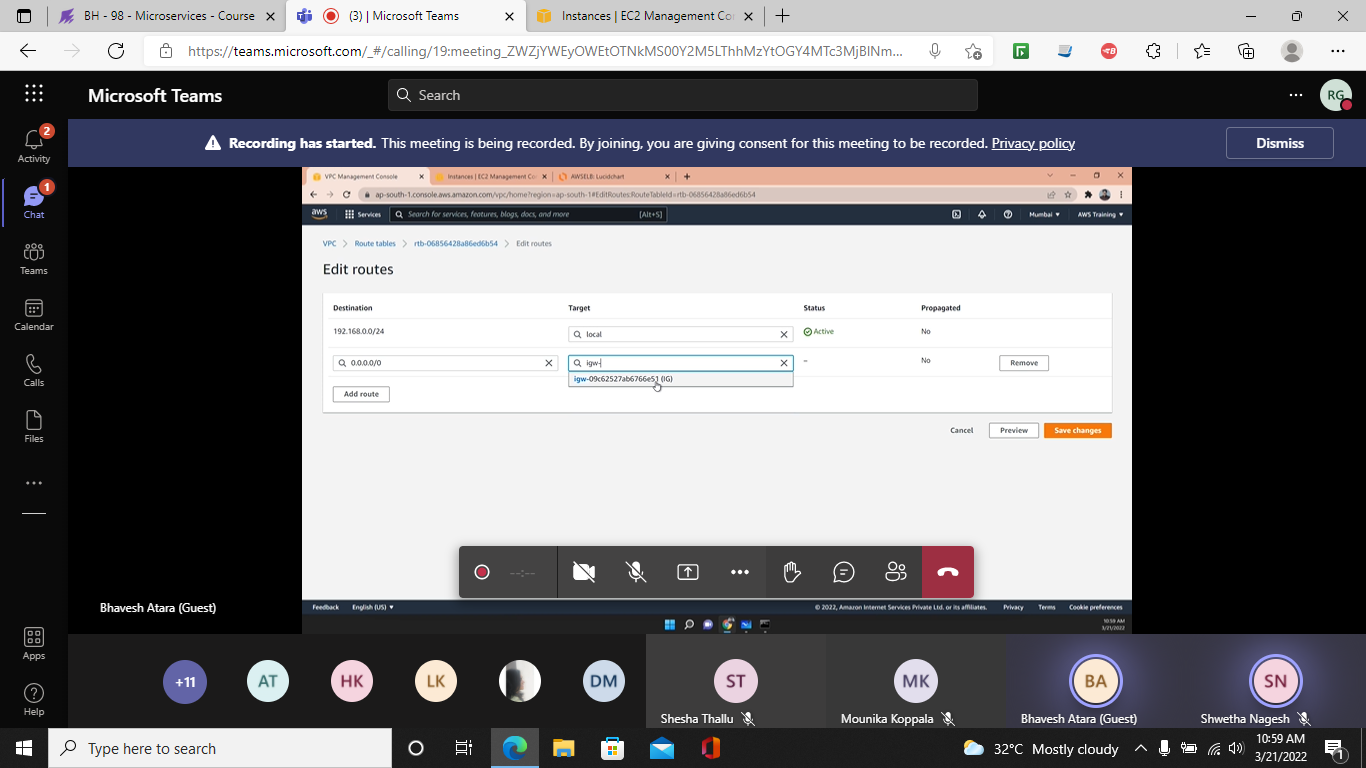 BH - 98 - Microservices - Course
(3) | Microsoft Teams
Instances | EC2 Management Co
https://teams.microsoft.com/_#/calling/19:meeting_ZWZjYWEyOWEtOTNkMS00Y2M5LThhMzYtOGY4MTc3MjBlNm...
Microsoft Teams
Search
RG
2
Activity
Recording has started. This meeting is being recorded. By joining, you are giving consent for this meeting to be recorded. Privacy policy
Dismiss
1
Chat
Teams
Calendar
Calls
Files
Apps
Help
VPC Management Console
Instances | EC2 Management Con
AWSELB: Lucidchart
ap-south-1.console.aws.amazon.com/vpc/home?region=ap-south-1#EditRoutes:RouteTableId=rtb-06856428a86ed6b54
aws
Services
Search for services, features, blogs, docs, and more
[Alt+S]
Mumbai
AWS Training
VPC > Route tables > rtb-06856428a86ed6b54 > Edit routes
Edit routes
Destination
Target
Status
Propagated
192.168.0.0/24
local
Active
No
0.0.0.0/0
igw-
–
No
Remove
igw-09c62527ab6766e51 (IG)
Add route
Cancel
Preview
Save changes
--:--
Bhavesh Atara (Guest)
Feedback
English (US)
© 2022, Amazon Internet Services Private Ltd. or its affiliates.
Privacy
Terms
Cookie preferences
10:59 AM
3/21/2022
+11
AT
HK
LK
DM
ST
Shesha Thallu
MK
Mounika Koppala
BA
Bhavesh Atara (Guest)
SN
Shwetha Nagesh
Type here to search
32°C Mostly cloudy
10:59 AM
3/21/2022
1